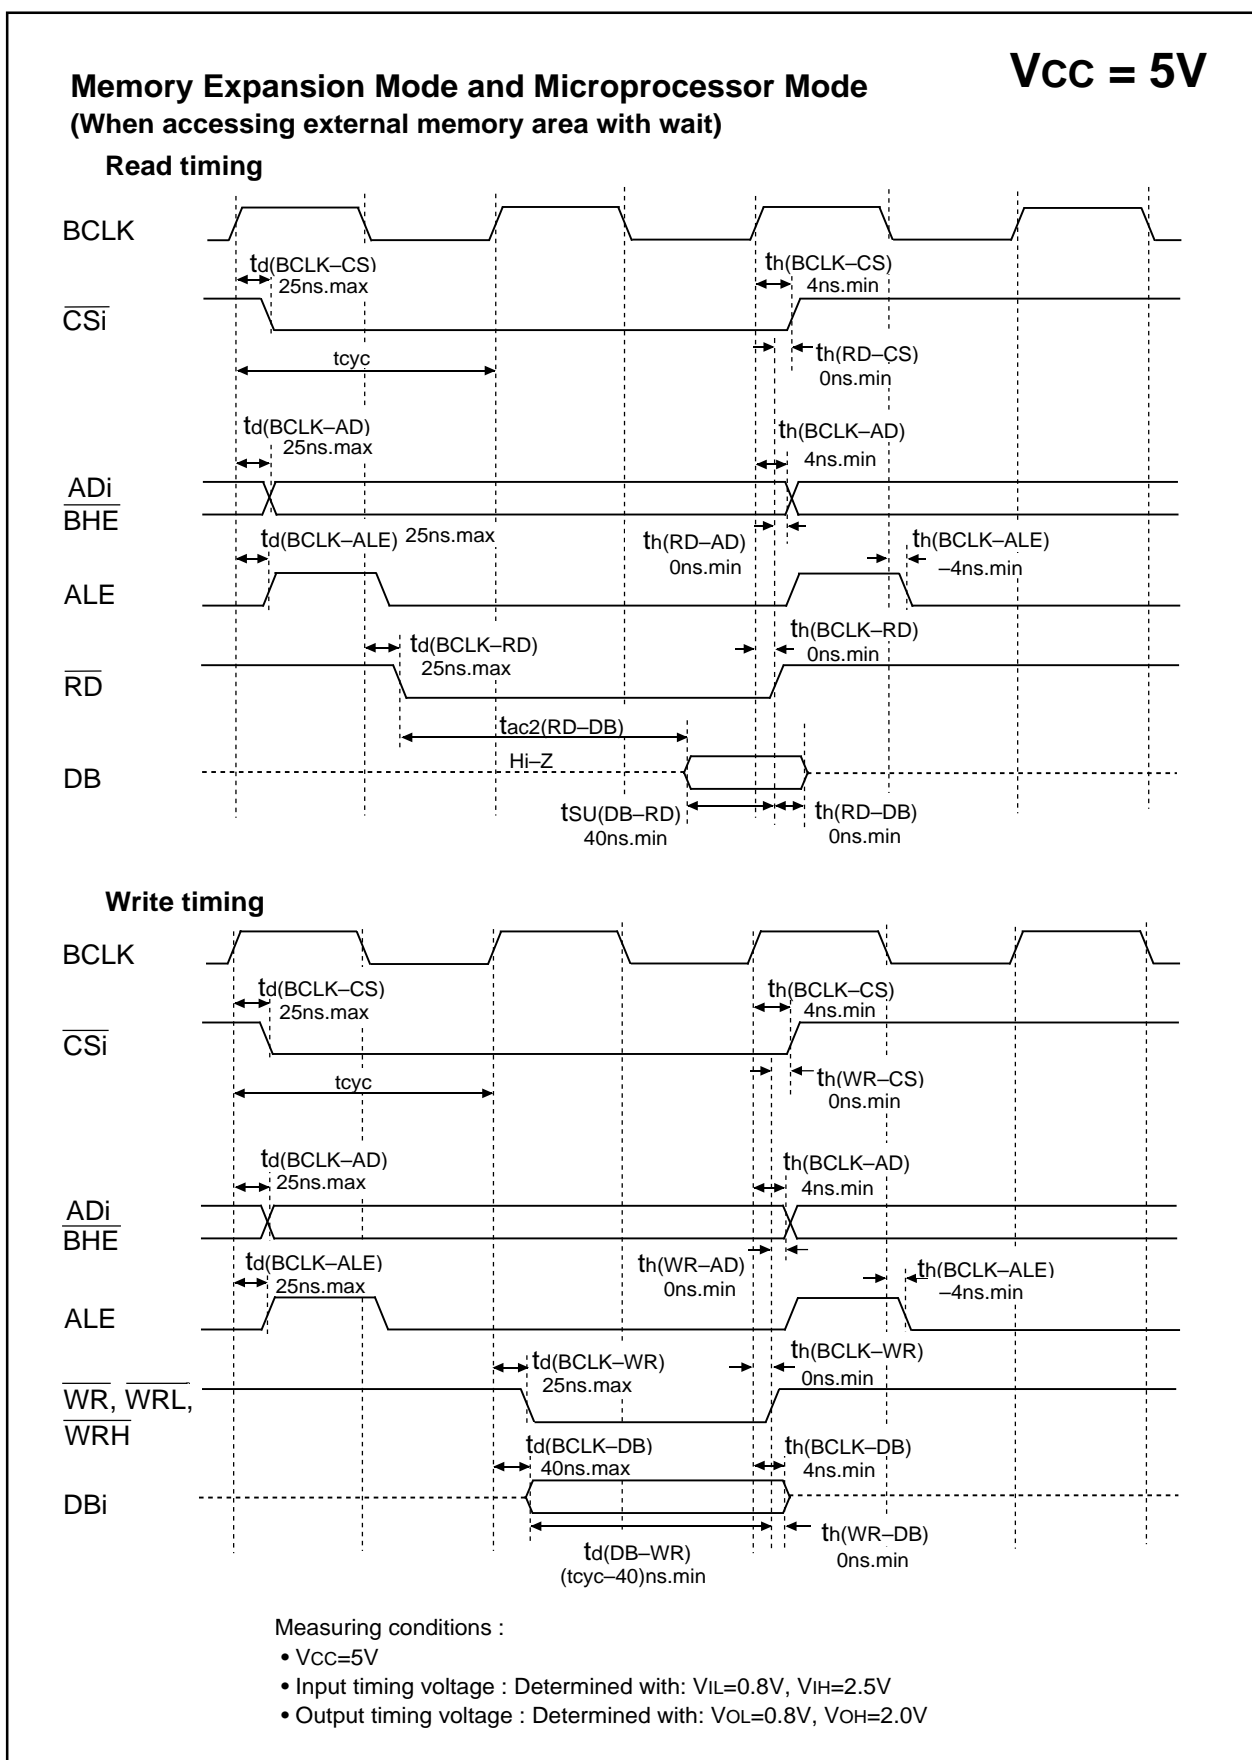 VCC = 5V
Memory Expansion Mode and Microprocessor Mode
(When accessing external memory area with wait)
Read timing
BCLK
td(BCLK–CS)
25ns.max
th(BCLK–CS)
4ns.min
CSi
tcyc
th(RD–CS)
0ns.min
td(BCLK–AD)
25ns.max
th(BCLK–AD)
4ns.min
ADi
BHE
td(BCLK–ALE) 25ns.max
th(RD–AD)
0ns.min
th(BCLK–ALE)
–4ns.min
ALE
td(BCLK–RD)
25ns.max
th(BCLK–RD)
0ns.min
RD
tac2(RD–DB)
Hi–Z
DB
tSU(DB–RD)
40ns.min
th(RD–DB)
0ns.min
Write timing
BCLK
td(BCLK–CS)
25ns.max
th(BCLK–CS)
4ns.min
CSi
tcyc
th(WR–CS)
0ns.min
td(BCLK–AD)
25ns.max
th(BCLK–AD)
4ns.min
ADi
BHE
td(BCLK–ALE)
25ns.max
th(WR–AD)
0ns.min
th(BCLK–ALE)
–4ns.min
ALE
td(BCLK–WR)
25ns.max
th(BCLK–WR)
0ns.min
WR, WRL,
WRH
td(BCLK–DB)
40ns.max
th(BCLK–DB)
4ns.min
DBi
td(DB–WR)
(tcyc–40)ns.min
th(WR–DB)
0ns.min
Measuring conditions :
• VCC=5V
• Input timing voltage : Determined with: VIL=0.8V, VIH=2.5V
• Output timing voltage : Determined with: VOL=0.8V, VOH=2.0V